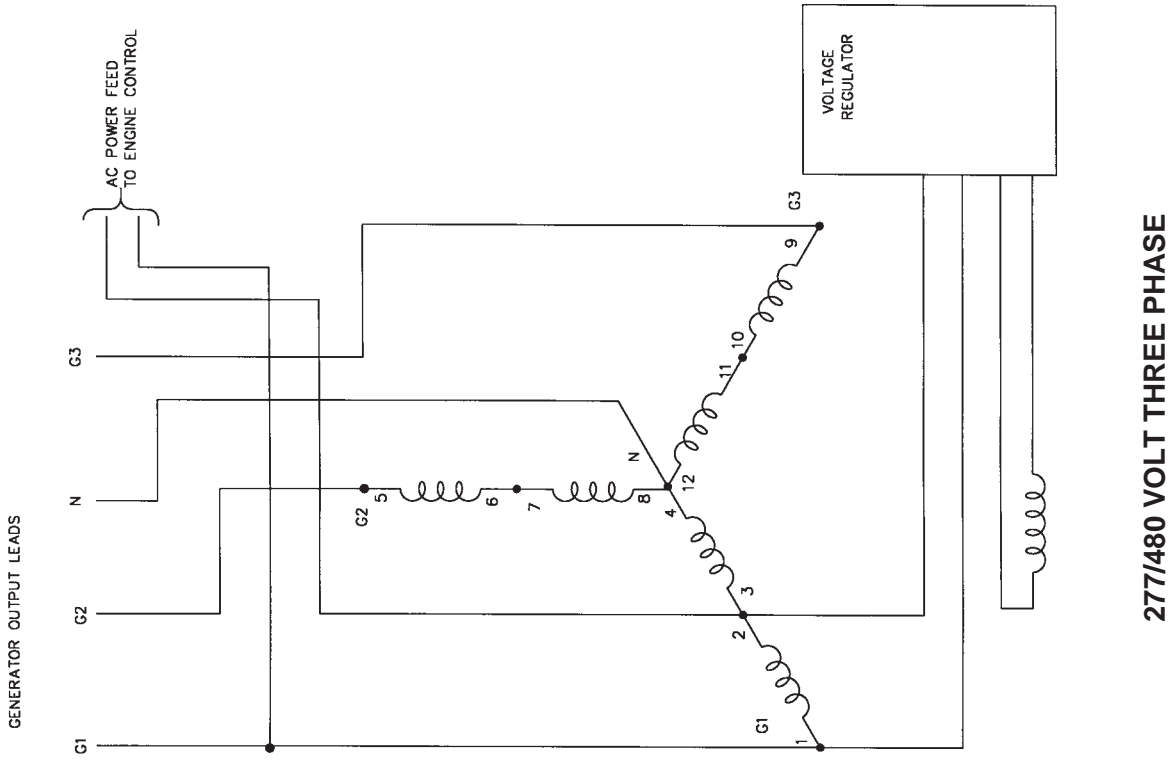 GENERATOR OUTPUT LEADS
G1 G2 N G3
AC POWER FEED
TO ENGINE CONTROL
G2
5
6
7
N
8
4
12
11
10
2
3
G1
9
G3
1
VOLTAGE
REGULATOR
277/480 VOLT THREE PHASE